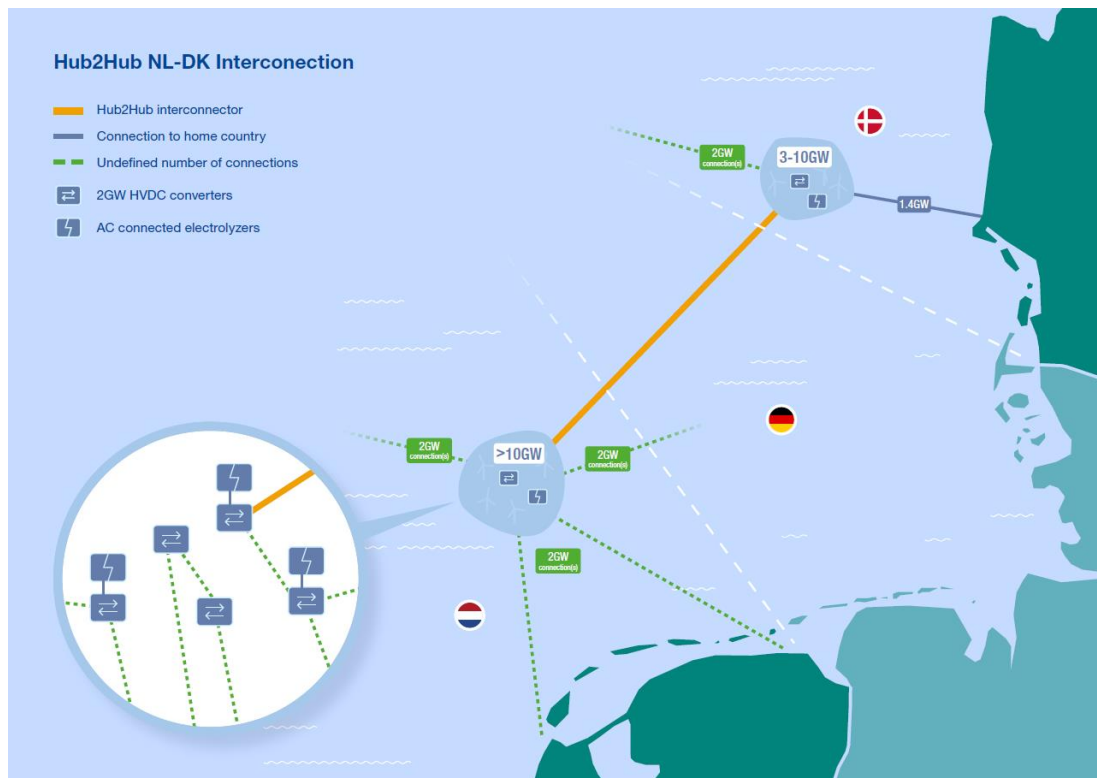 Hub2Hub NL-DK Interconection
Hub2Hub interconnector
Connection to home country
Undefined number of connections
2GW HVDC converters
AC connected electrolyzers
2GW
connection(s)
3-10GW
1.4GW
2GW
connection(s)
>10GW
2GW
connection(s)
2GW
connection(s)